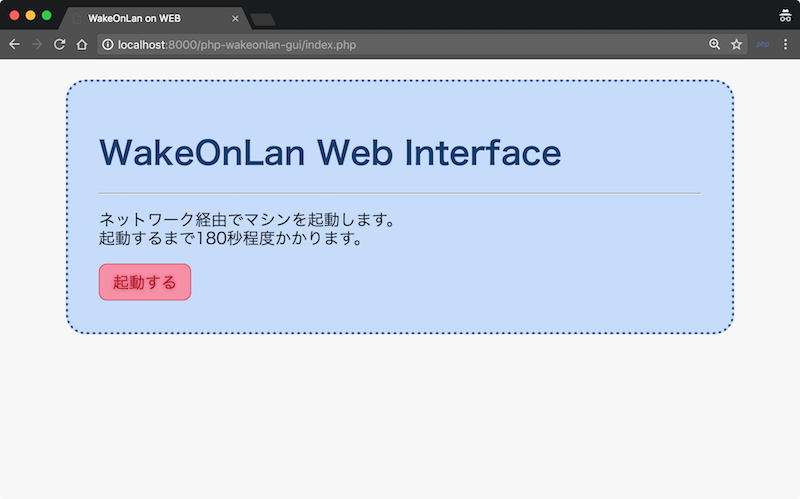 WakeOnLan on WEB
localhost:8000/php-wakeonlan-gui/index.php
php
WakeOnLan Web Interface
ネットワーク経由でマシンを起動します。
起動するまで180秒程度かかります。
起動する